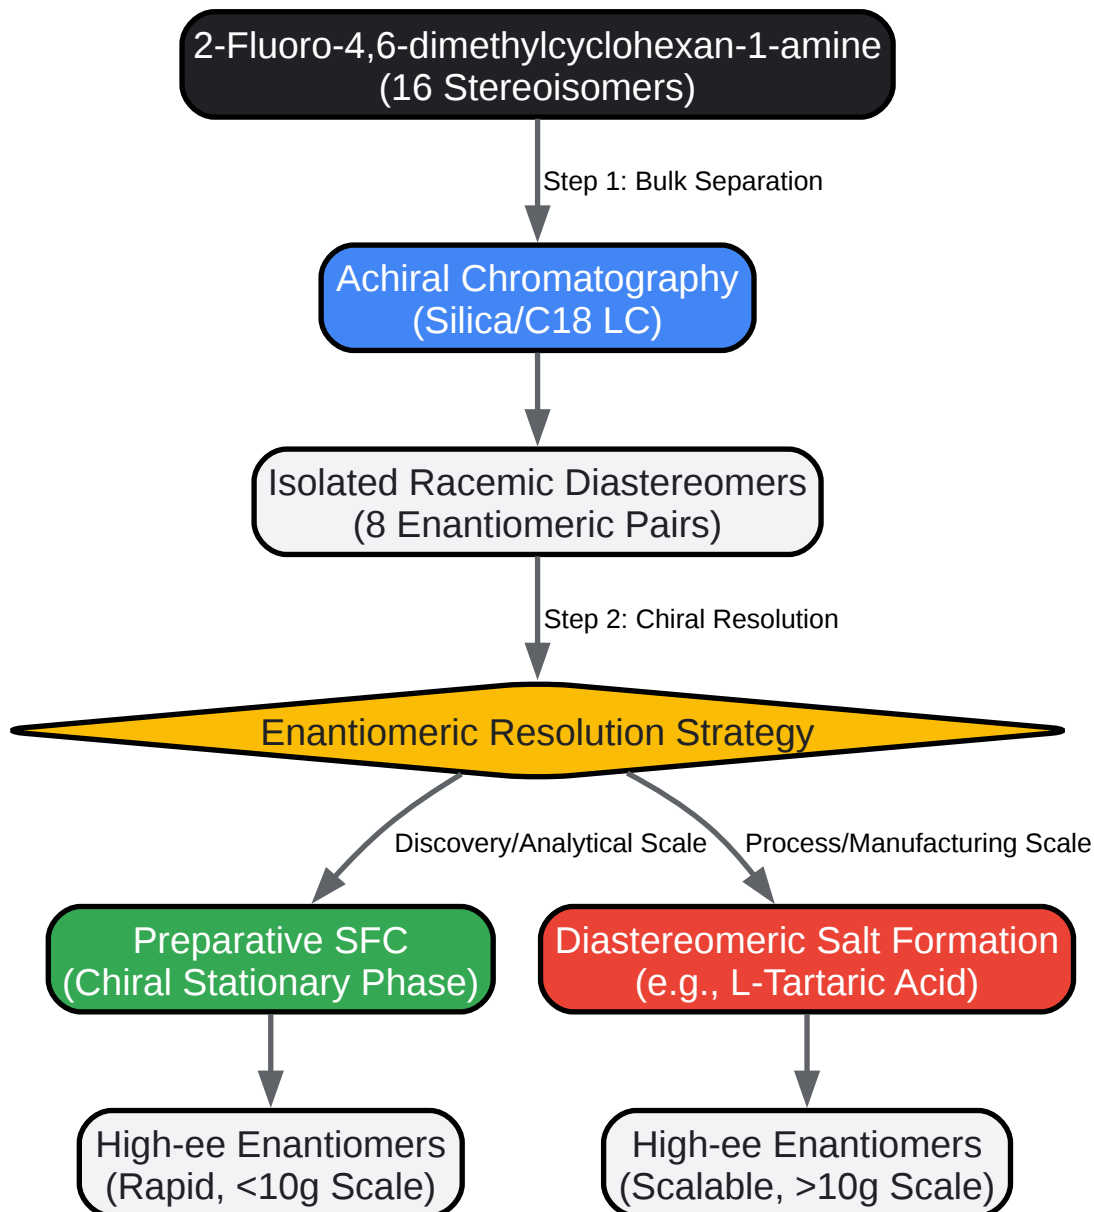 2-Fluoro-4,6-dimethylcyclohexan-1-amine
(16 Stereoisomers)
Step 1: Bulk Separation
Achiral Chromatography
(Silica/C18 LC)
Isolated Racemic Diastereomers
(8 Enantiomeric Pairs)
Step 2: Chiral Resolution
Enantiomeric Resolution Strategy
Discovery/Analytical Scale
Process/Manufacturing Scale
Preparative SFC
(Chiral Stationary Phase)
Diastereomeric Salt Formation
(e.g., L-Tartaric Acid)
High-ee Enantiomers
(Rapid, <10g Scale)
High-ee Enantiomers
(Scalable, >10g Scale)